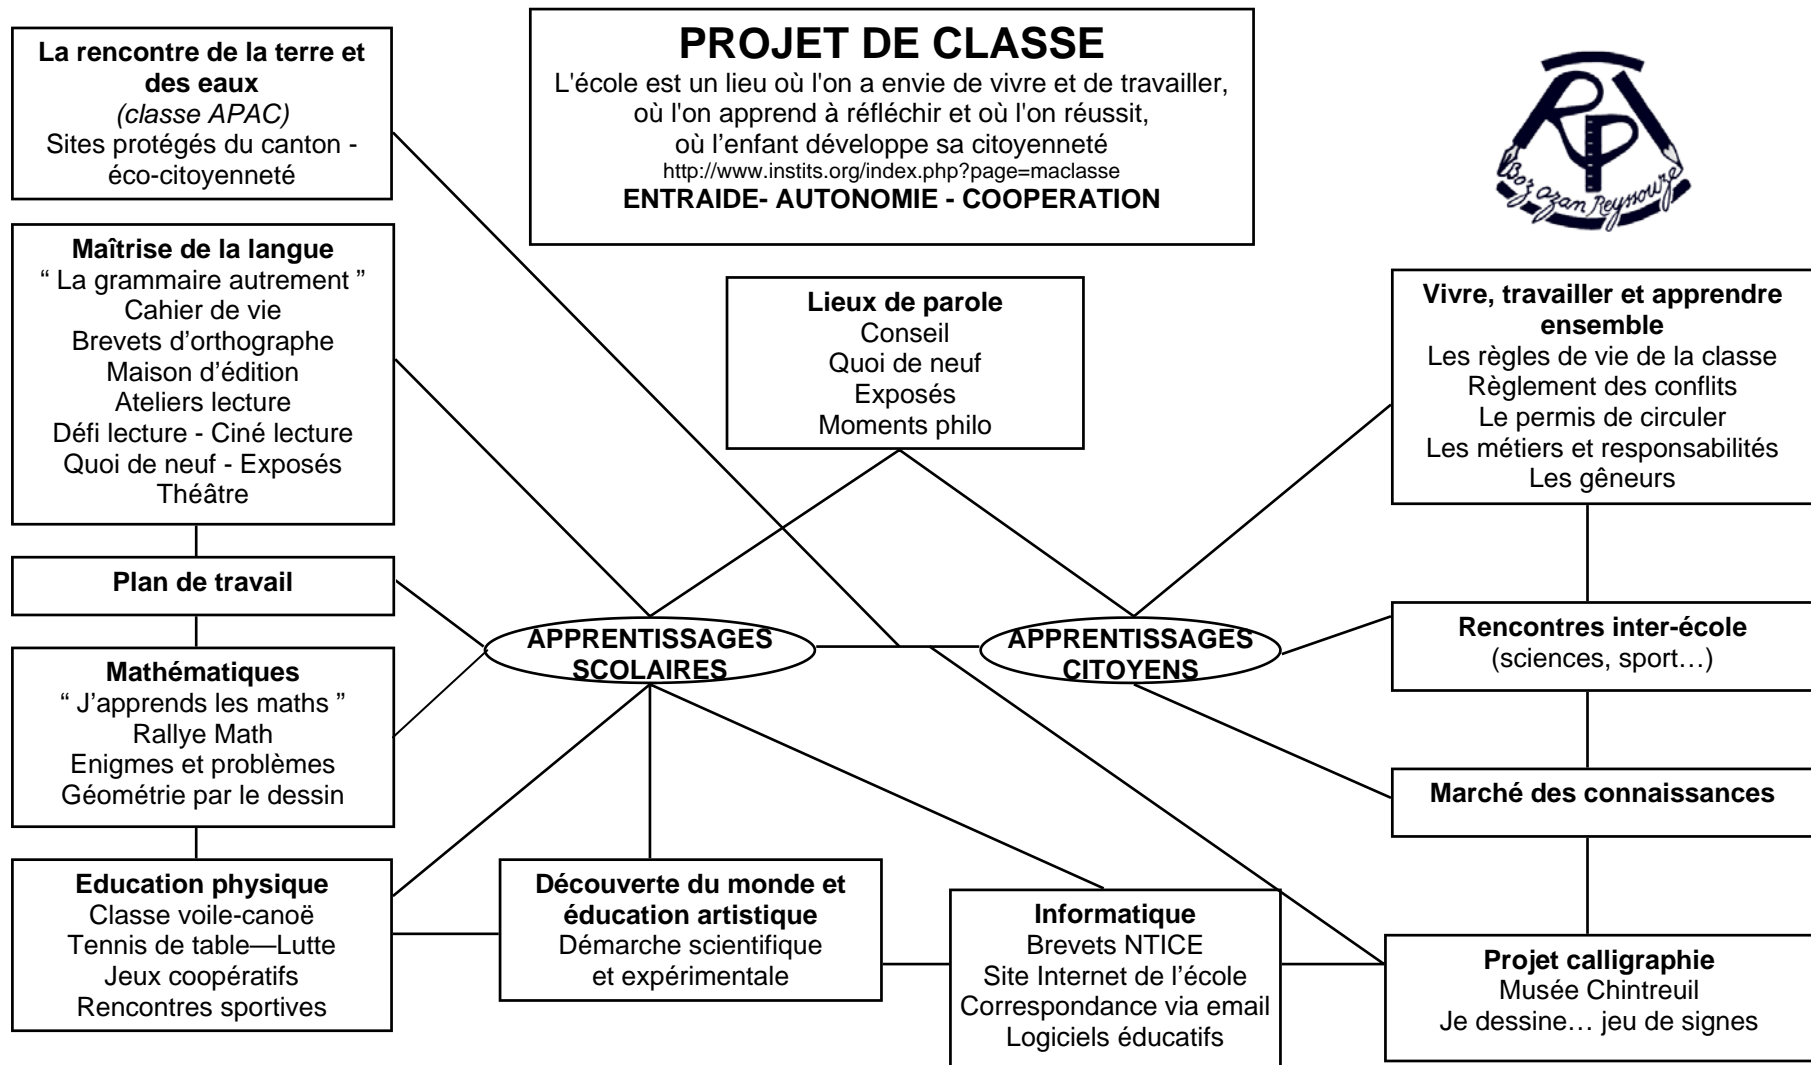 La rencontre de la terre et
des eaux
(classe APAC)
Sites protégés du canton -
éco-citoyenneté
PROJET DE CLASSE
L'école est un lieu où l'on a envie de vivre et de travailler,
où l'on apprend à réfléchir et où l'on réussit,
où l’enfant développe sa citoyenneté
http://www.instits.org/index.php?page=maclasse
ENTRAIDE- AUTONOMIE - COOPERATION
RPI
Boz Ozan Reyssouze
Maîtrise de la langue
“ La grammaire autrement ”
Cahier de vie
Brevets d’orthographe
Maison d’édition
Ateliers lecture
Défi lecture - Ciné lecture
Quoi de neuf - Exposés
Théâtre
Lieux de parole
Conseil
Quoi de neuf
Exposés
Moments philo
Vivre, travailler et apprendre
ensemble
Les règles de vie de la classe
Règlement des conflits
Le permis de circuler
Les métiers et responsabilités
Les gêneurs
Plan de travail
APPRENTISSAGES
SCOLAIRES
APPRENTISSAGES
CITOYENS
Rencontres inter-école
(sciences, sport…)
Mathématiques
“ J’apprends les maths ”
Rallye Math
Enigmes et problèmes
Géométrie par le dessin
Marché des connaissances
Education physique
Classe voile-canoë
Tennis de table—Lutte
Jeux coopératifs
Rencontres sportives
Découverte du monde et
éducation artistique
Démarche scientifique
et expérimentale
Informatique
Brevets NTICE
Site Internet de l’école
Correspondance via email
Logiciels éducatifs
Projet calligraphie
Musée Chintreuil
Je dessine… jeu de signes